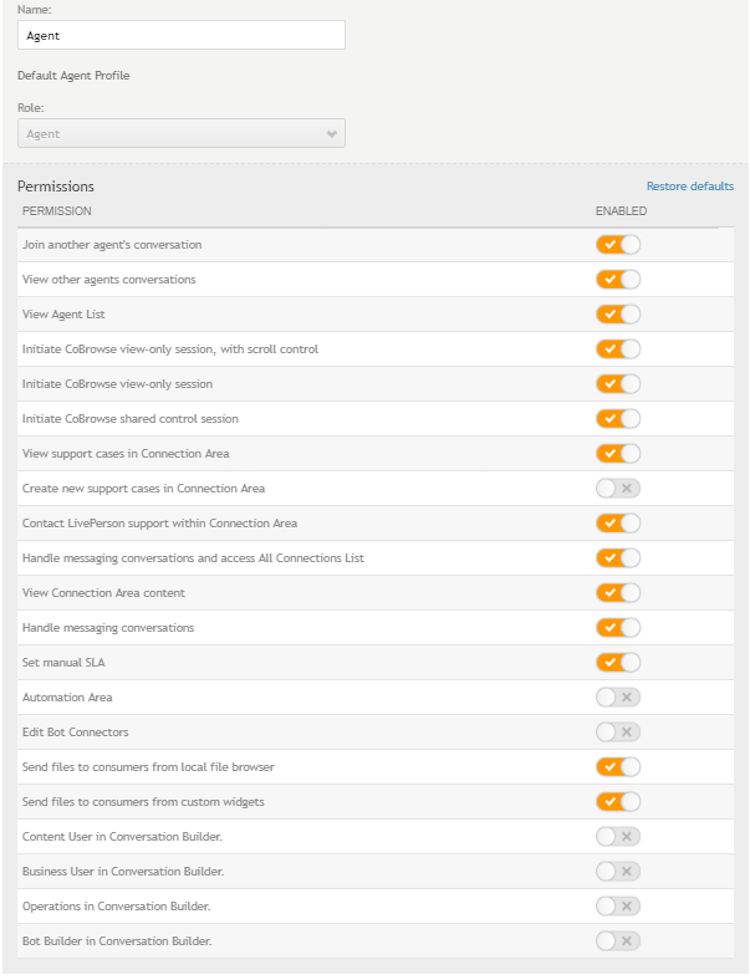 Name:
Agent
Default Agent Profile
Role:
Agent
Permissions Restore defaults
PERMISSION ENABLED
Join another agent's conversation
View other agents conversations
View Agent List
Initiate CoBrowse view-only session, with scroll control
Initiate CoBrowse view-only session
Initiate CoBrowse shared control session
View support cases in Connection Area
Create new support cases in Connection Area
Contact LivePerson support within Connection Area
Handle messaging conversations and access All Connections List
View Connection Area content
Handle messaging conversations
Set manual SLA
Automation Area
Edit Bot Connectors
Send files to consumers from local file browser
Send files to consumers from custom widgets
Content User in Conversation Builder.
Business User in Conversation Builder.
Operations in Conversation Builder.
Bot Builder in Conversation Builder.